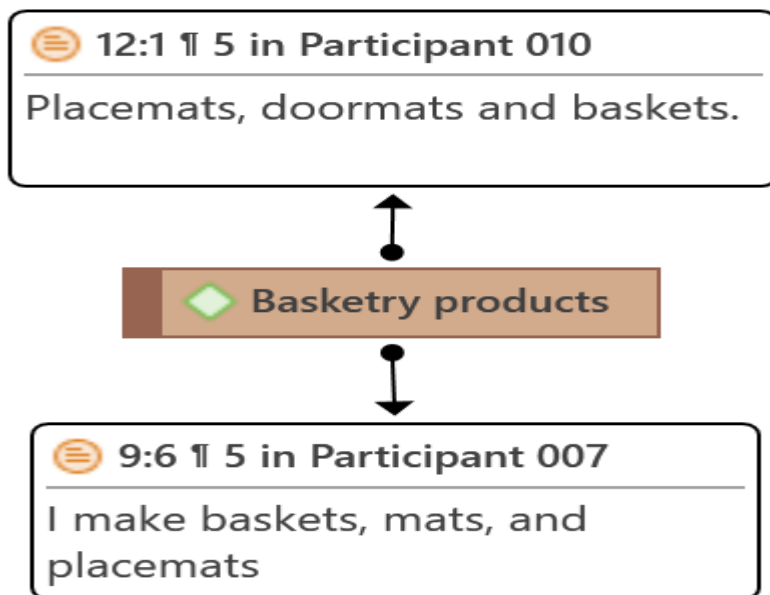 12:1 ¶ 5 in Participant 010
Placemats, doormats and baskets.
Basketry products
9:6 ¶ 5 in Participant 007
I make baskets, mats, and
placemats